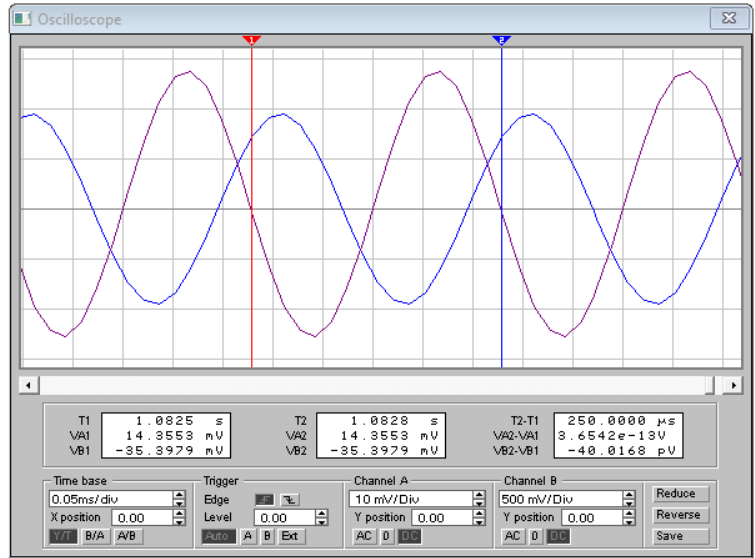 Oscilloscope
1 2
T1 1.0825 s T2 1.0828 s T2-T1 250.0000 µs
VA1 14.3553 mV VA2 14.3553 mV VA2-VA1 3.6542e-13V
VB1 -35.3979 mV VB2 -35.3979 mV VB2-VB1 -40.0168 pV
Time base Trigger Channel A Channel B
0.05ms/div Edge 10 mV/Div 500 mV/Div Reduce
X position 0.00 Level 0.00 Y position 0.00 Y position 0.00 Reverse
Y/T B/A A/B Auto A B Ext AC 0 DC AC 0 DC Save